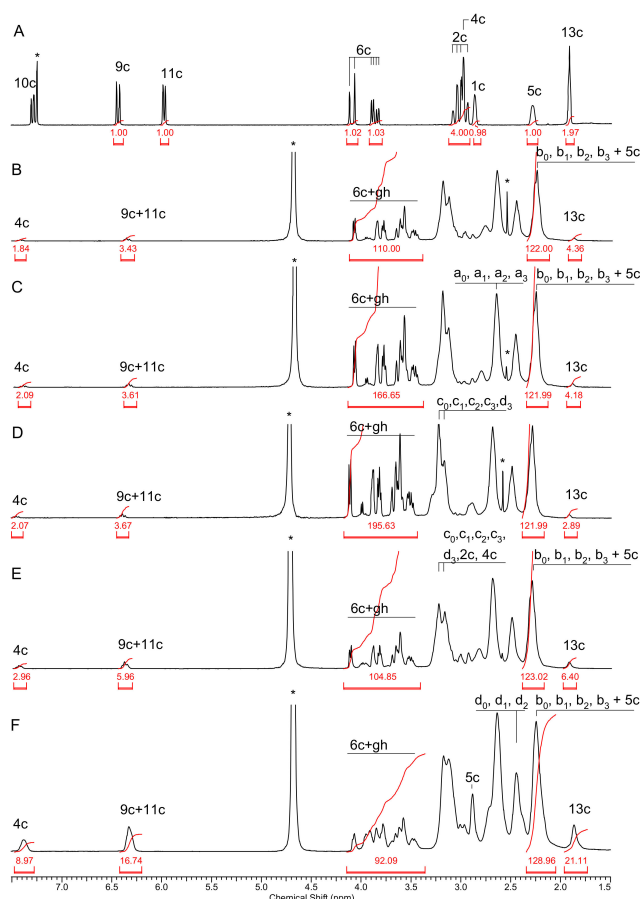 A
*
10c
9c
11c
6c
4c
2c
1c
5c
13c
1.00
1.00
1.02
1.03
4.00
0.98
1.00
1.97
B
4c
9c+11c
*
6c+gh
*
b0, b1, b2, b3 + 5c
13c
1.84
3.43
110.00
122.00
4.36
C
4c
9c+11c
*
6c+gh
a0, a1, a2, a3
*
b0, b1, b2, b3 + 5c
13c
2.09
3.61
166.65
121.99
4.18
D
4c
9c+11c
*
6c+gh
c0,c1,c2,c3,d3
*
13c
2.07
3.67
195.63
121.99
2.89
E
4c
9c+11c
*
6c+gh
c0,c1,c2,c3,
d3,2c, 4c
b0, b1, b2, b3 + 5c
13c
2.96
5.96
104.85
123.02
6.40
F
4c
9c+11c
*
6c+gh
5c
d0, d1, d2
b0, b1, b2, b3 + 5c
13c
8.97
16.74
92.09
128.96
21.11
7.0 6.5 6.0 5.5 5.0 4.5 4.0 3.5 3.0 2.5 2.0 1.5
Chemical Shift (ppm)